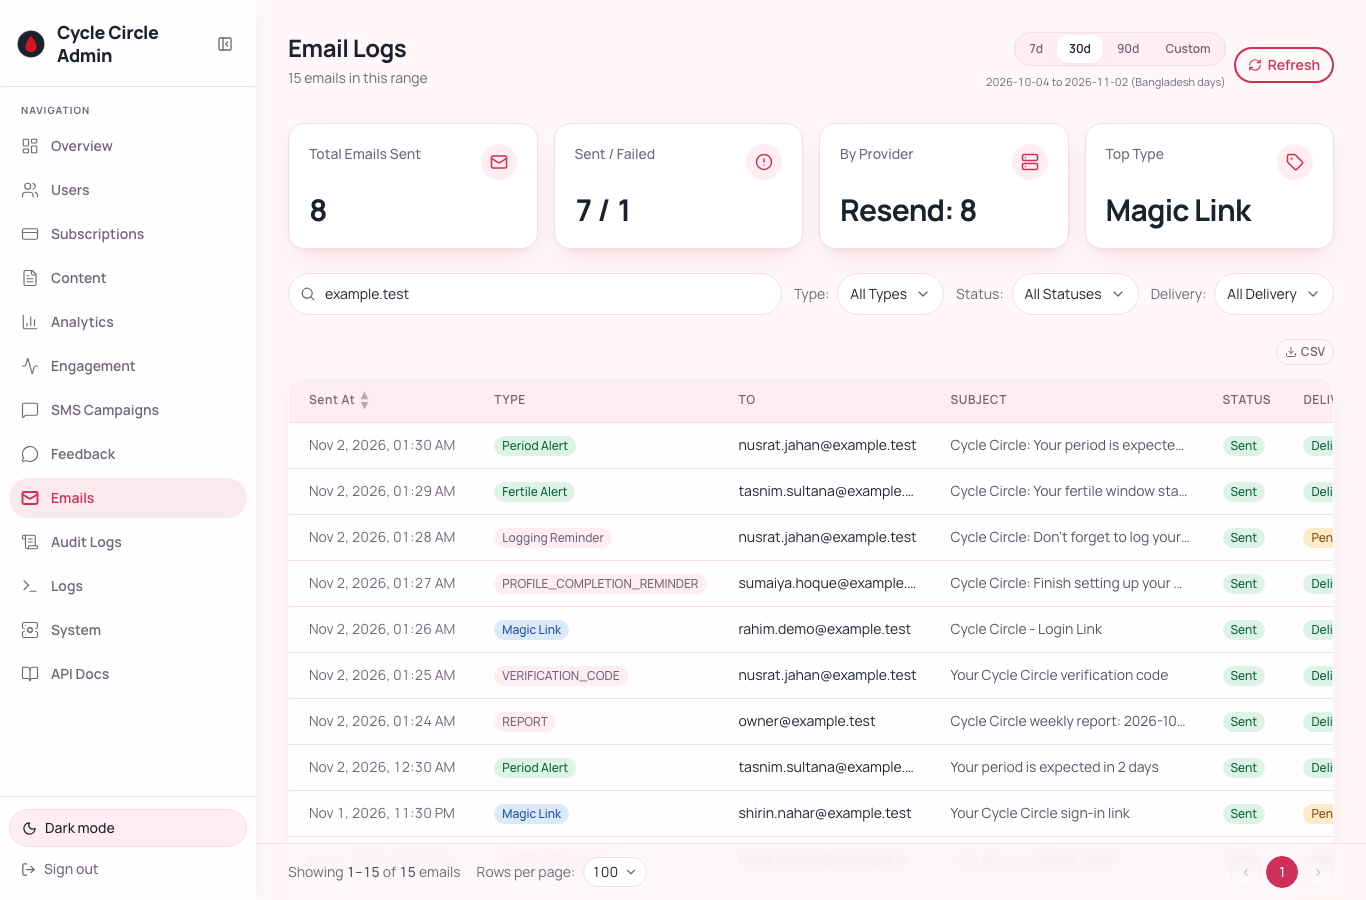 Cycle Circle
Admin
NAVIGATION
Overview
Users
Subscriptions
Content
Analytics
Engagement
SMS Campaigns
Feedback
Emails
Audit Logs
Logs
System
API Docs
Dark mode
Sign out
Email Logs
15 emails in this range
7d 30d 90d Custom
2026-10-04 to 2026-11-02 (Bangladesh days)
Refresh
Total Emails Sent
8
Sent / Failed
7 / 1
By Provider
Resend: 8
Top Type
Magic Link
example.test
Type: All Types Status: All Statuses Delivery: All Delivery
CSV
Sent At TYPE TO SUBJECT STATUS DELIV
Nov 2, 2026, 01:30 AM Period Alert nusrat.jahan@example.test Cycle Circle: Your period is expecte... Sent Deli
Nov 2, 2026, 01:29 AM Fertile Alert tasnim.sultana@example.... Cycle Circle: Your fertile window sta... Sent Deli
Nov 2, 2026, 01:28 AM Logging Reminder nusrat.jahan@example.test Cycle Circle: Don't forget to log your... Sent Pen
Nov 2, 2026, 01:27 AM PROFILE_COMPLETION_REMINDER sumaiya.hoque@example.... Cycle Circle: Finish setting up your ... Sent Deli
Nov 2, 2026, 01:26 AM Magic Link rahim.demo@example.test Cycle Circle - Login Link Sent Deli
Nov 2, 2026, 01:25 AM VERIFICATION_CODE nusrat.jahan@example.test Your Cycle Circle verification code Sent Deli
Nov 2, 2026, 01:24 AM REPORT owner@example.test Cycle Circle weekly report: 2026-10... Sent Deli
Nov 2, 2026, 12:30 AM Period Alert tasnim.sultana@example.... Your period is expected in 2 days Sent Deli
Nov 1, 2026, 11:30 PM Magic Link shirin.nahar@example.test Your Cycle Circle sign-in link Sent Pen
Showing 1–15 of 15 emails Rows per page: 100
1